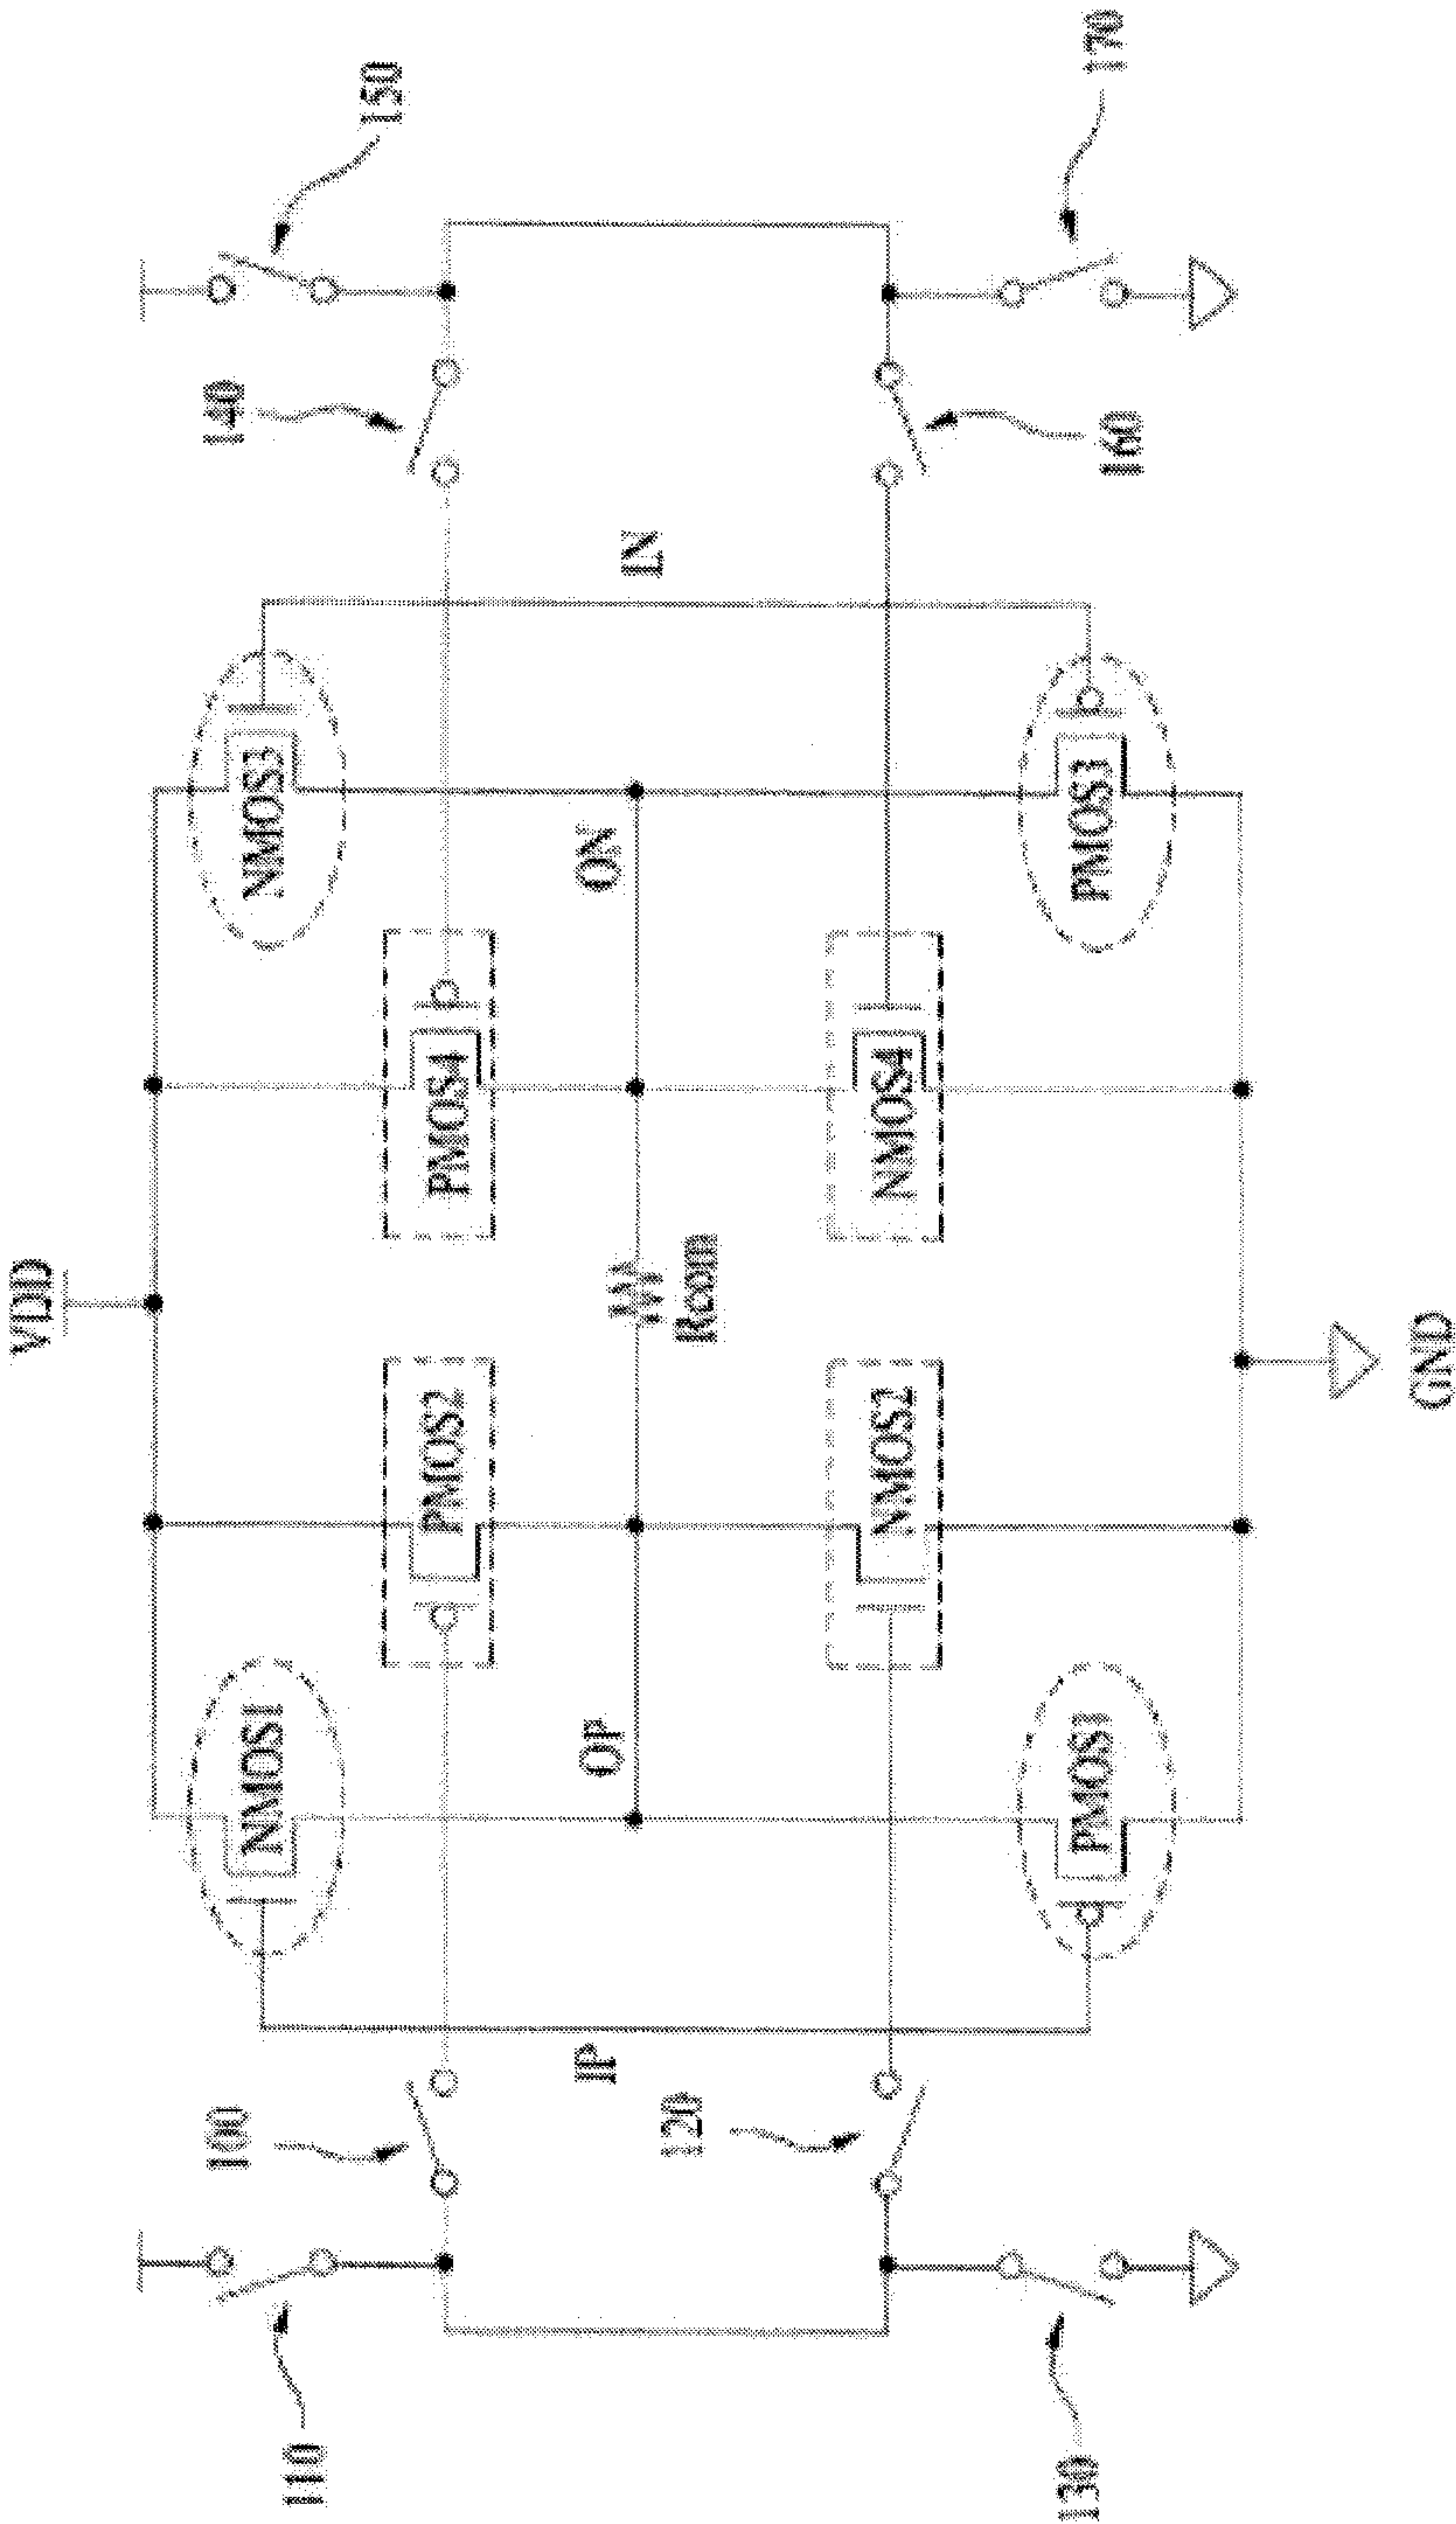 VDD
100
140
NMOS1
NMOS3
110
150
PMOS2
PMOS4
IP
OP
ON
IN
120
Rcom
NMOS2
NMOS4
130
PMOS1
PMOS3
160
170
GND